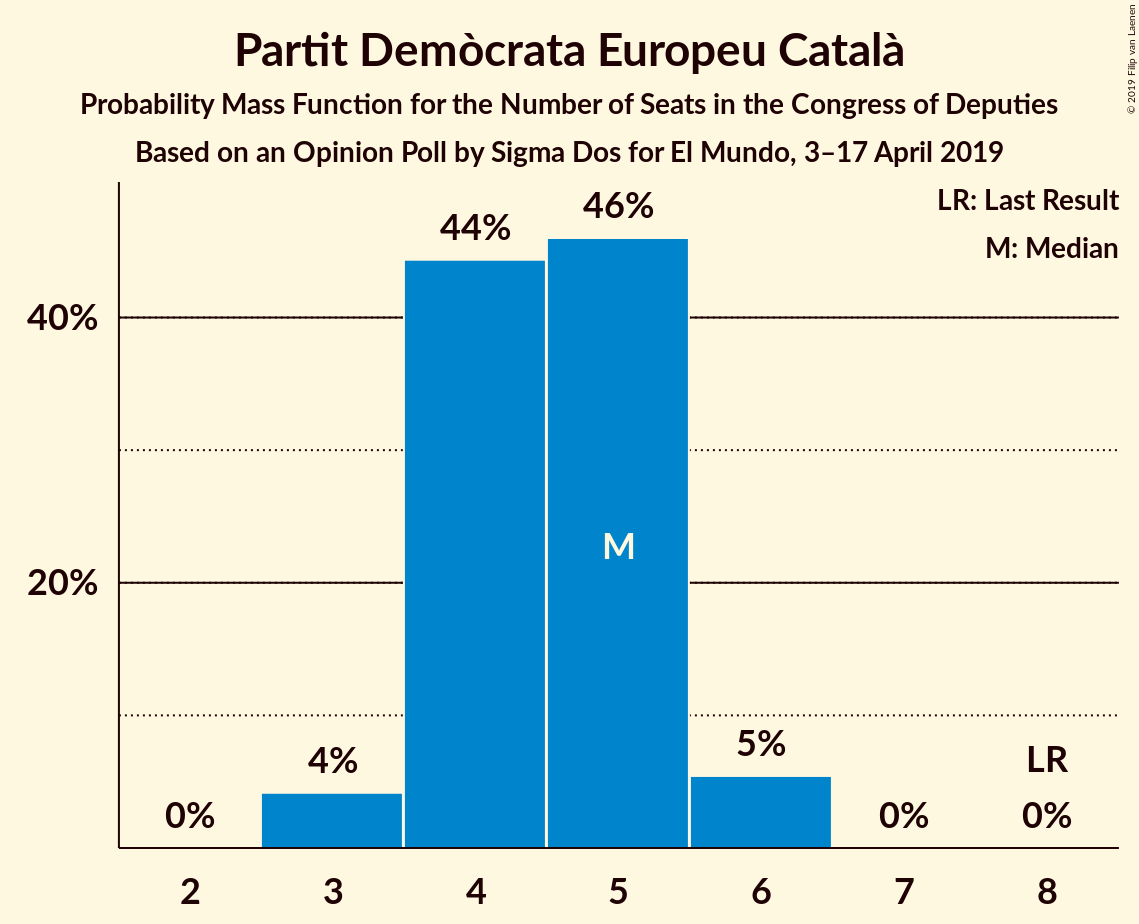 Partit Demòcrata Europeu Català
Probability Mass Function for the Number of Seats in the Congress of Deputies
Based on an Opinion Poll by Sigma Dos for El Mundo, 3–17 April 2019
© 2019 Filip van Laenen
LR: Last Result
M: Median
40%
20%
0%
4%
44%
46%
M
5%
0%
LR
0%
2 3 4 5 6 7 8